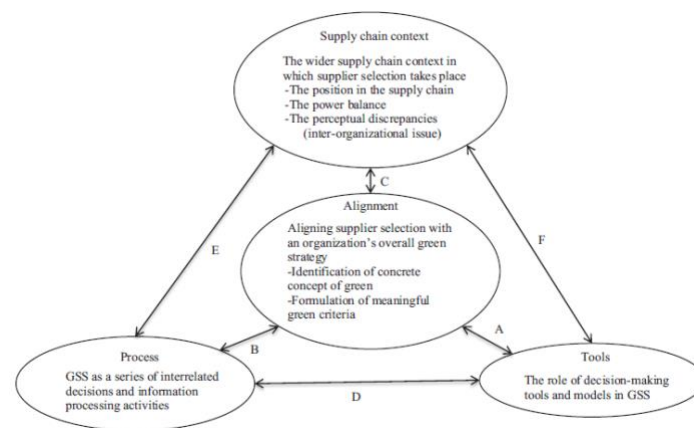 Supply chain context
The wider supply chain context in
which supplier selection takes place
-The position in the supply chain
-The power balance
-The perceptual discrepancies
(inter-organizational issue)
C
Alignment
Aligning supplier selection with
an organization's overall green
strategy
-Identification of concrete
concept of green
-Formulation of meaningful
green criteria
E
F
B
A
Process
GSS as a series of interrelated
decisions and information
processing activities
D
Tools
The role of decision-making
tools and models in GSS